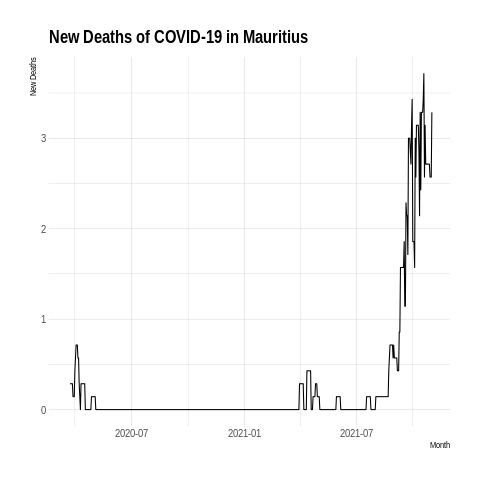 New Deaths of COVID-19 in Mauritius
New Deaths
3
2
1
0
2020-07
2021-01
2021-07
Month